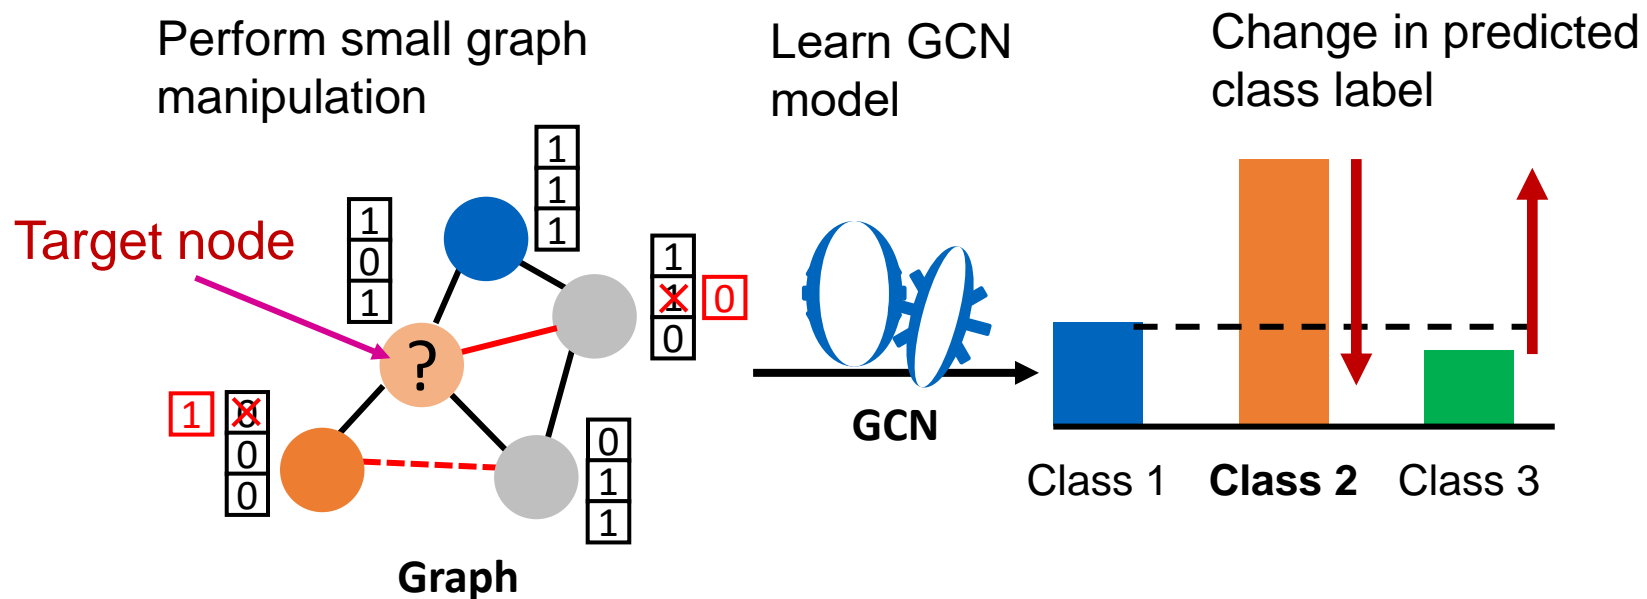 Perform small graph
manipulation
Learn GCN
model
Change in predicted
class label
Target node
1
0
1
1
1
1
1
1 0
0
?
1 0
0
0
0
1
1
Graph
GCN
Class 1 Class 2 Class 3